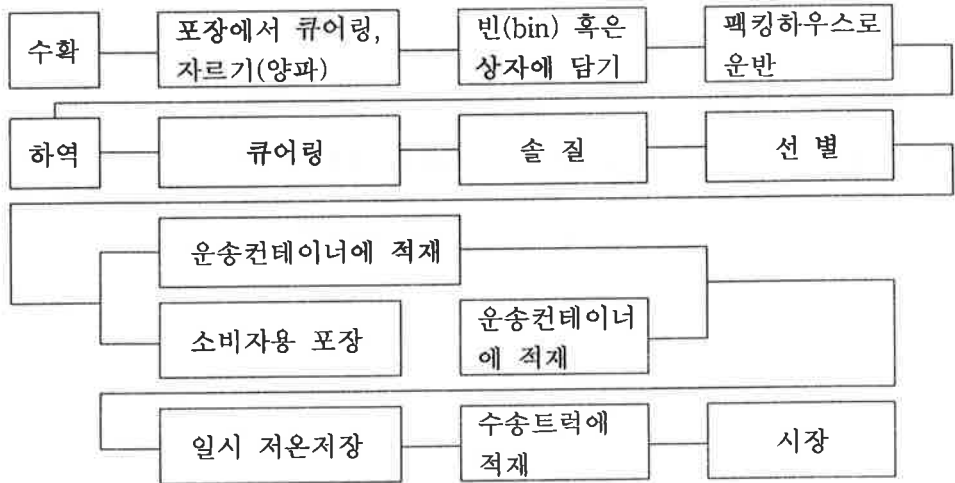 수확
포장에서 큐어링,
자르기(양파)
빈(bin) 혹은
상자에 담기
팩킹하우스로
운반
하역
큐어링
솔 질
선 별
운송컨테이너에 적재
소비자용 포장
운송컨테이너
에 적재
일시 저온저장
수송트럭에
적재
시장